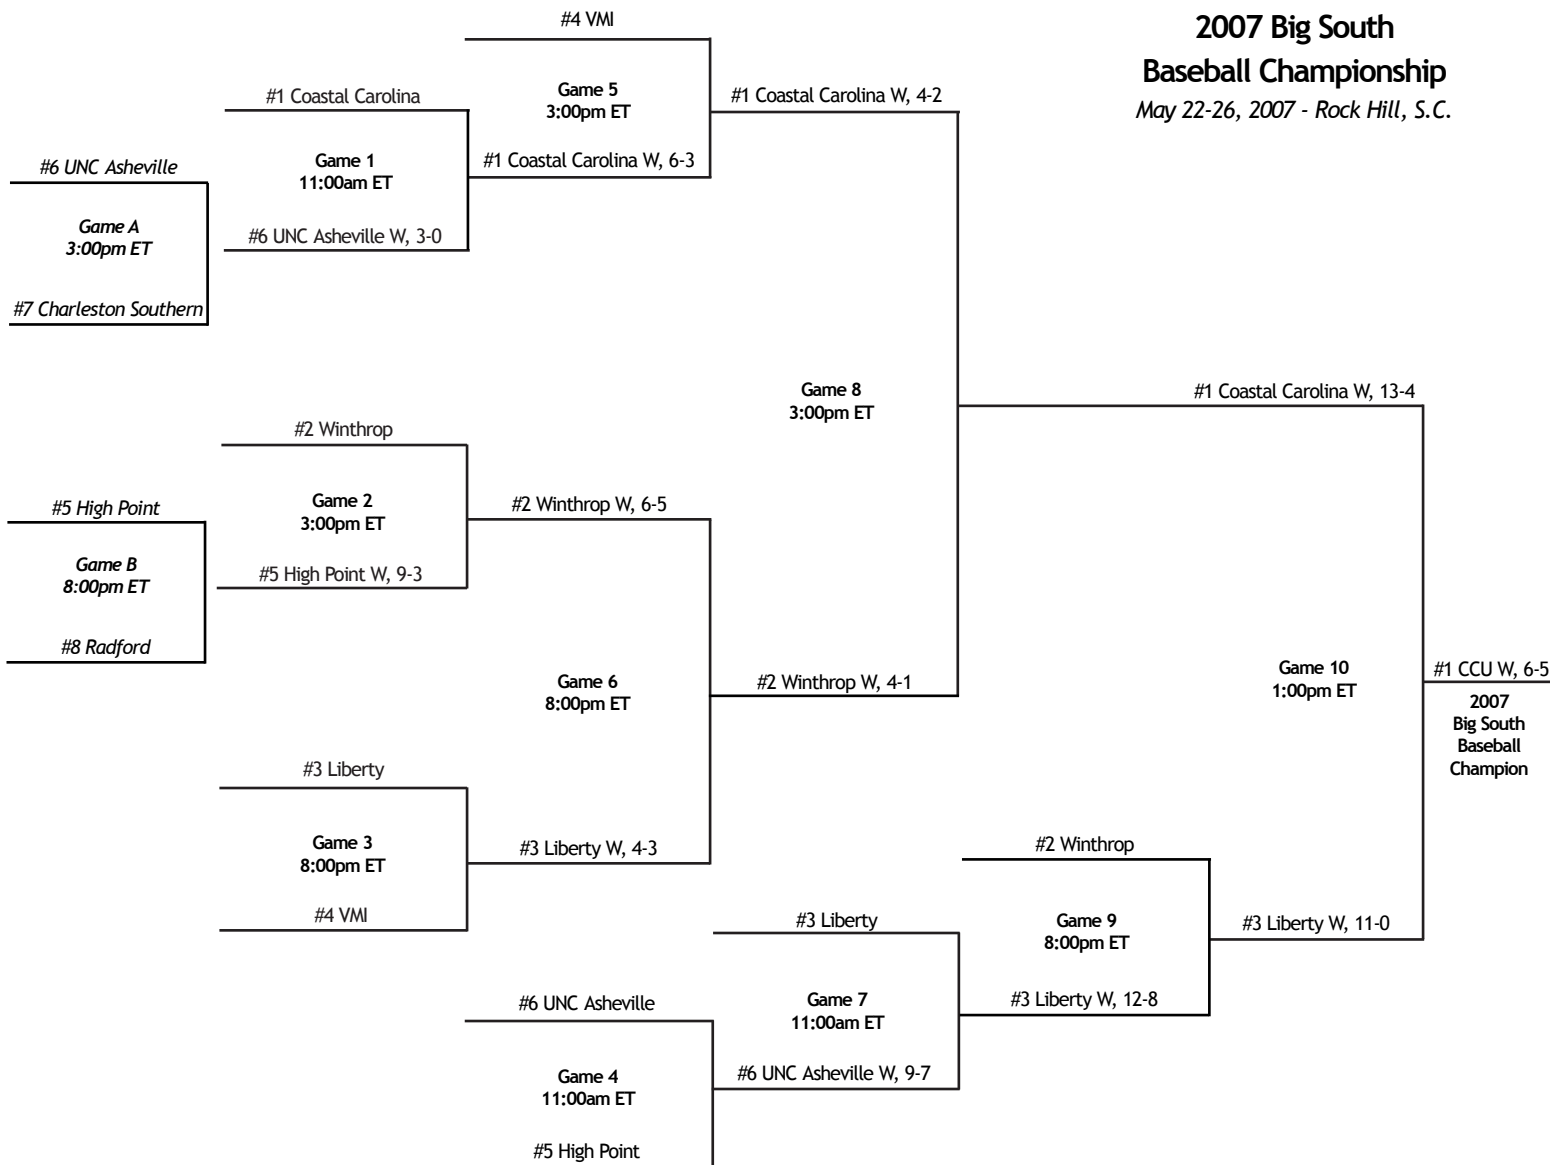 2007 Big South
Baseball Championship
May 22-26, 2007 - Rock Hill, S.C.
#6 UNC Asheville
Game A
3:00pm ET
#7 Charleston Southern
#5 High Point
Game B
8:00pm ET
#8 Radford
#1 Coastal Carolina
Game 1
11:00am ET
#6 UNC Asheville W, 3-0
#2 Winthrop
Game 2
3:00pm ET
#5 High Point W, 9-3
#3 Liberty
Game 3
8:00pm ET
#4 VMI
#4 VMI
Game 5
3:00pm ET
#1 Coastal Carolina W, 6-3
#2 Winthrop W, 6-5
Game 6
8:00pm ET
#3 Liberty W, 4-3
#6 UNC Asheville
Game 4
11:00am ET
#5 High Point
#1 Coastal Carolina W, 4-2
Game 8
3:00pm ET
#2 Winthrop W, 4-1
#3 Liberty
Game 7
11:00am ET
#6 UNC Asheville W, 9-7
#2 Winthrop
Game 9
8:00pm ET
#3 Liberty W, 12-8
#1 Coastal Carolina W, 13-4
Game 10
1:00pm ET
#3 Liberty W, 11-0
#1 CCU W, 6-5
2007
Big South
Baseball
Champion